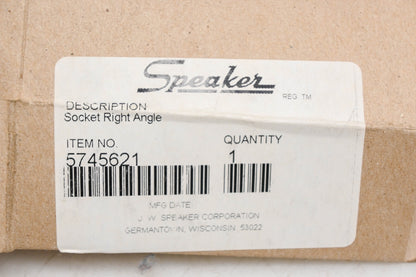 Speaker
REG. TM
DESCRIPTION
Socket Right Angle
ITEM NO. QUANTITY
5745621 1
MFG DATE:
J. W. SPEAKER CORPORATION
GERMANTOWN, WISCONSIN 53022